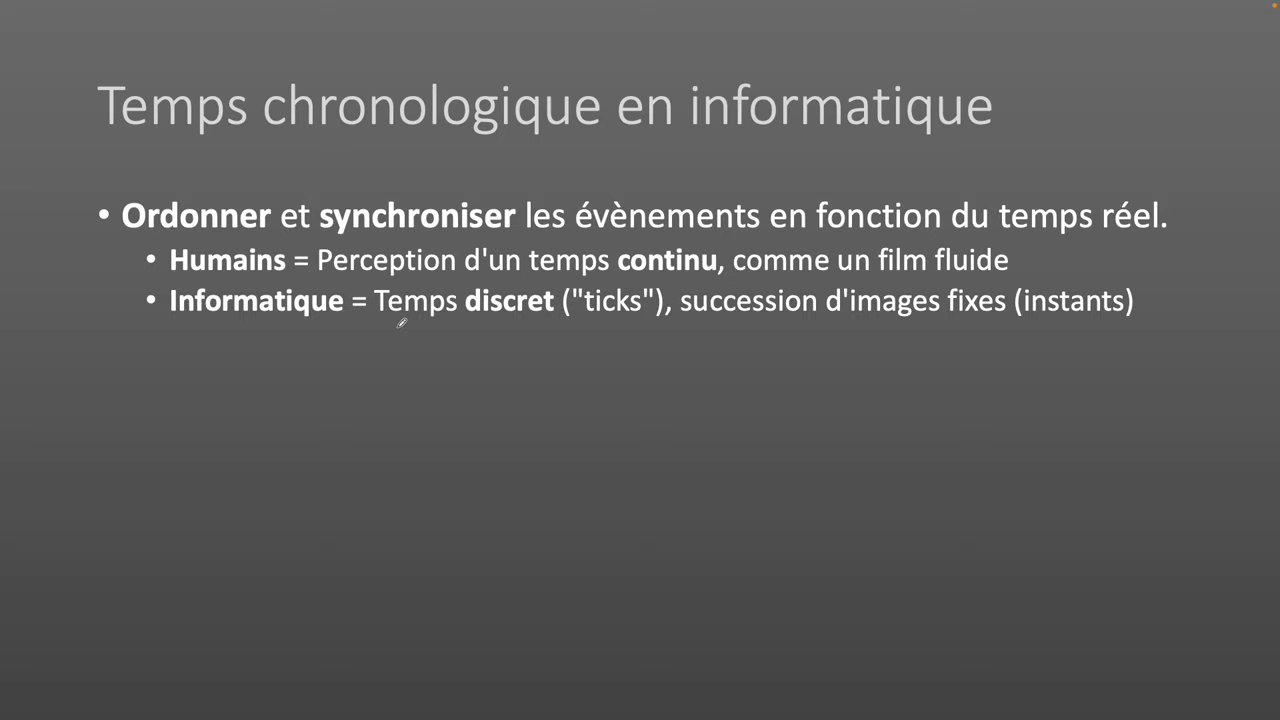 Temps chronologique en informatique
• Ordonner et synchroniser les évènements en fonction du temps réel.
• Humains = Perception d'un temps continu, comme un film fluide
• Informatique = Temps discret ("ticks"), succession d'images fixes (instants)